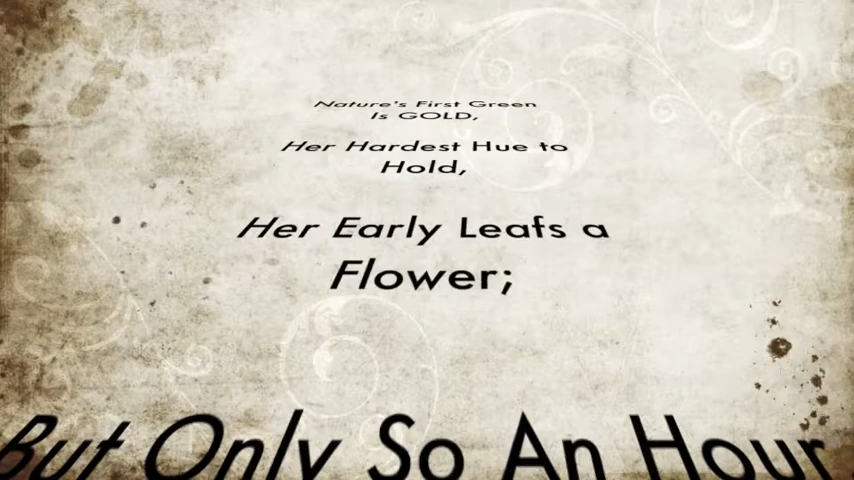 Nature's First Green
Is GOLD,
Her Hardest Hue to
Hold,
Her Early Leafs a
Flower;
But Only So An Hour